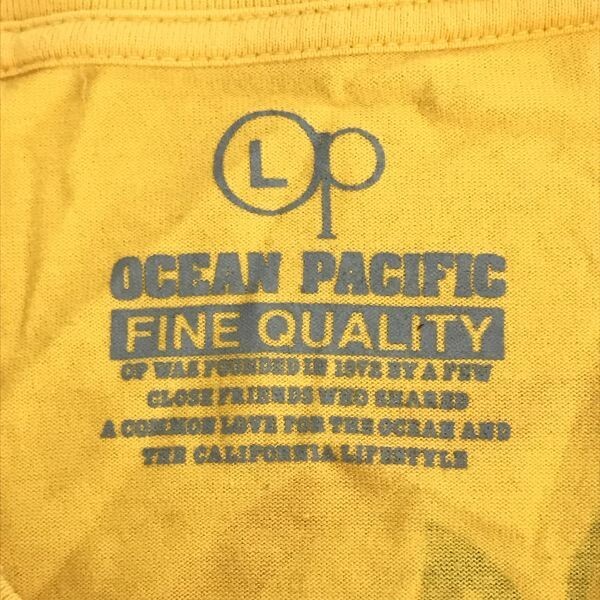 L
Op
OCEAN PACIFIC
FINE QUALITY
OP WAS FOUNDED IN 1972 BY A FEW
CLOSE FRIENDS WHO SHARED
A COMMON LOVE FOR THE OCEAN AND
THE CALIFORNIA LIFESTYLE